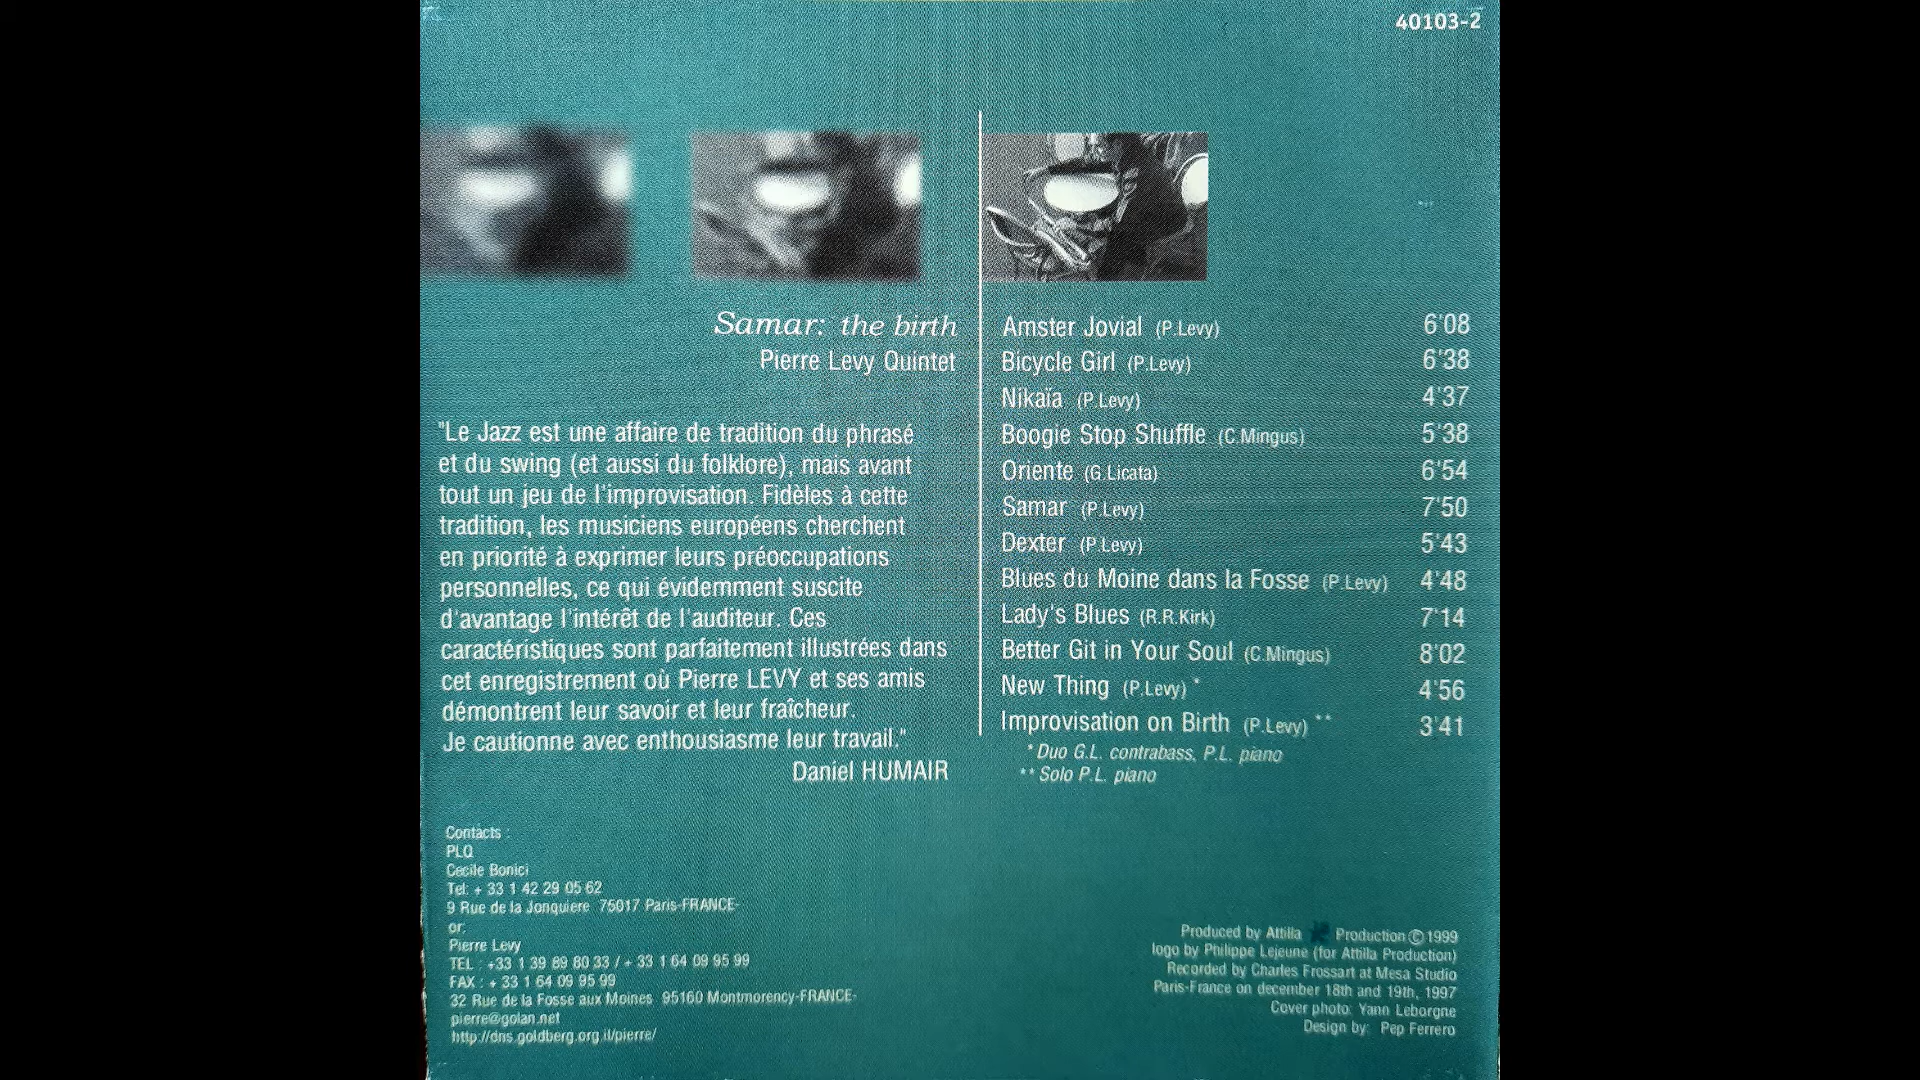 40103-2
Samar: the birth
Pierre Levy Quintet
"Le Jazz est une affaire de tradition du phrasé
et du swing (et aussi du folklore), mais avant
tout un jeu de l'improvisation. Fidèles à cette
tradition, les musiciens européens cherchent
en priorité à exprimer leurs préoccupations
personnelles, ce qui évidemment suscite
d'avantage l'intérêt de l'auditeur. Ces
caractéristiques sont parfaitement illustrées dans
cet enregistrement où Pierre LEVY et ses amis
démontrent leur savoir et leur fraîcheur.
Je cautionne avec enthousiasme leur travail."
Daniel HUMAIR
Amster Jovial (P.Levy) 6'08
Bicycle Girl (P.Levy) 6'38
Nikaïa (P.Levy) 4'37
Boogie Stop Shuffle (C.Mingus) 5'38
Oriente (G.Licata) 6'54
Samar (P.Levy) 7'50
Dexter (P.Levy) 5'43
Blues du Moine dans la Fosse (P.Levy) 4'48
Lady's Blues (R.R.Kirk) 7'14
Better Git in Your Soul (C.Mingus) 8'02
New Thing (P.Levy) * 4'56
Improvisation on Birth (P.Levy) ** 3'41
* Duo G.L. contrabass, P.L. piano
** Solo P.L. piano
Contacts :
PLQ
Cecile Bonici
Tel: + 33 1 42 29 05 62
9 Rue de la Jonquiere 75017 Paris-FRANCE-
or:
Pierre Levy
TEL : +33 1 39 89 80 33 / + 33 1 64 09 95 99
FAX : + 33 1 64 09 95 99
32 Rue de la Fosse aux Moines 95160 Montmorency-FRANCE-
pierre@golan.net
http://dns.goldberg.org.il/pierre/
Produced by Attilla Production © 1999
logo by Philippe Lejeune (for Attilla Production)
Recorded by Charles Frossart at Mesa Studio
Paris-France on december 18th and 19th, 1997
Cover photo: Yann Leborgne
Design by: Pep Ferrero